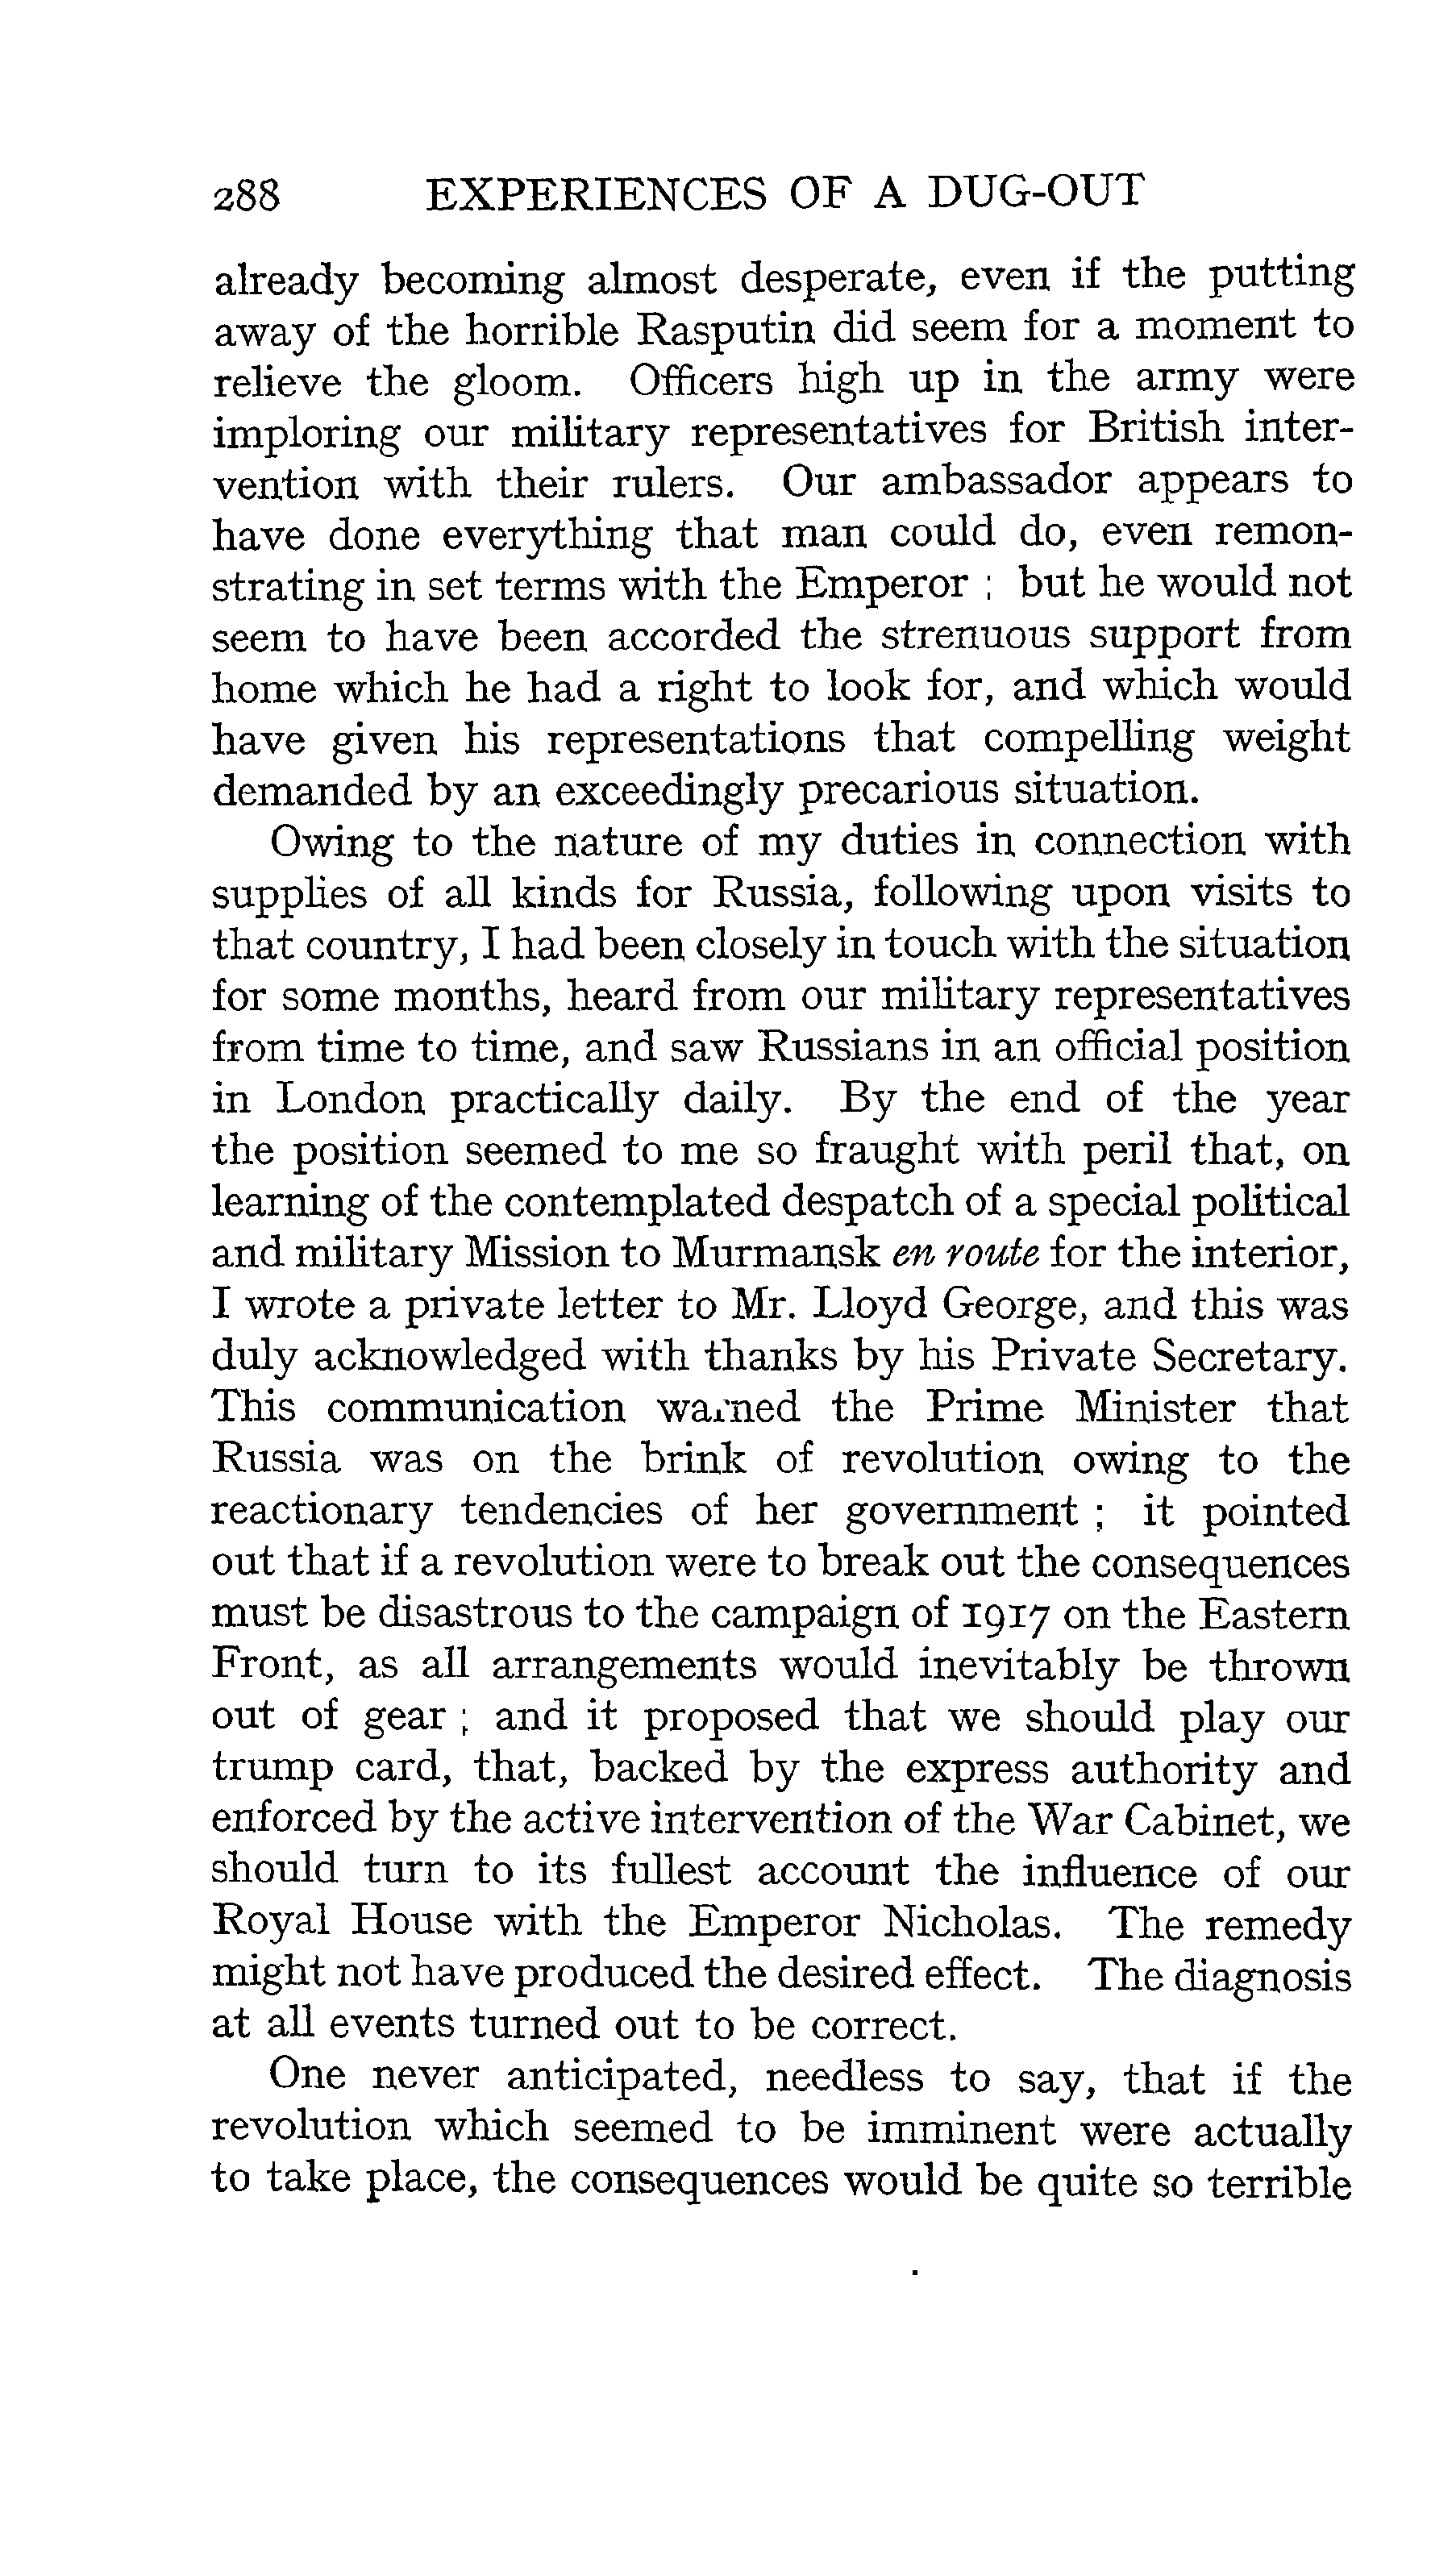 288 EXPERIENCES OF A DUG-OUT
already becoming almost desperate, even if the putting
away of the horrible Rasputin did seem for a moment to
relieve the gloom. Officers high up in the army were
imploring our military representatives for British inter-
vention with their rulers. Our ambassador appears to
have done everything that man could do, even remon-
strating in set terms with the Emperor ; but he would not
seem to have been accorded the strenuous support from
home which he had a right to look for, and which would
have given his representations that compelling weight
demanded by an exceedingly precarious situation.
Owing to the nature of my duties in connection with
supplies of all kinds for Russia, following upon visits to
that country, I had been closely in touch with the situation
for some months, heard from our military representatives
from time to time, and saw Russians in an official position
in London practically daily. By the end of the year
the position seemed to me so fraught with peril that, on
learning of the contemplated despatch of a special political
and military Mission to Murmansk en route for the interior,
I wrote a private letter to Mr. Lloyd George, and this was
duly acknowledged with thanks by his Private Secretary.
This communication warned the Prime Minister that
Russia was on the brink of revolution owing to the
reactionary tendencies of her government ; it pointed
out that if a revolution were to break out the consequences
must be disastrous to the campaign of 1917 on the Eastern
Front, as all arrangements would inevitably be thrown
out of gear ; and it proposed that we should play our
trump card, that, backed by the express authority and
enforced by the active intervention of the War Cabinet, we
should turn to its fullest account the influence of our
Royal House with the Emperor Nicholas. The remedy
might not have produced the desired effect. The diagnosis
at all events turned out to be correct.
One never anticipated, needless to say, that if the
revolution which seemed to be imminent were actually
to take place, the consequences would be quite so terrible